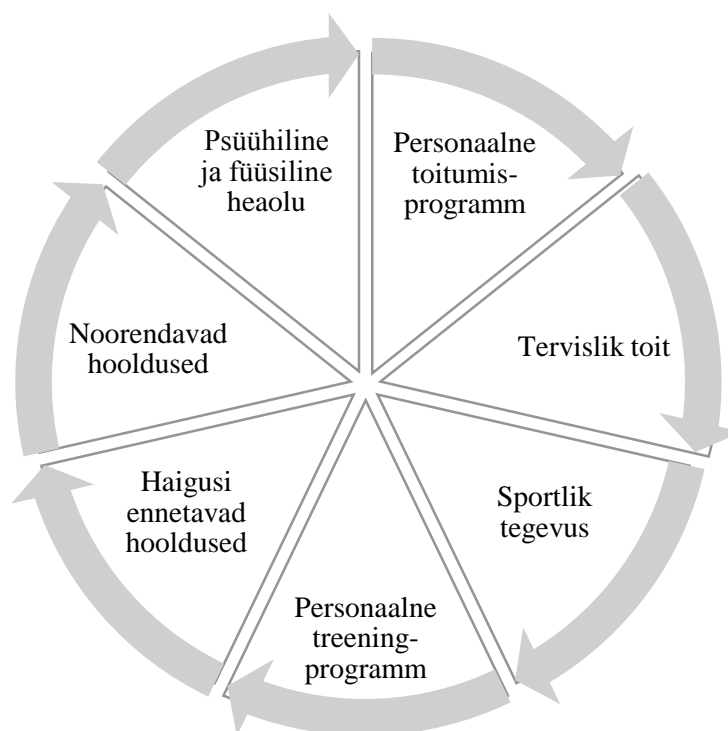 Personaalne
toitumis-
programm
Tervislik toit
Sportlik
tegevus
Personaalne
treening-
programm
Haigusi
ennetavad
hooldused
Noorendavad
hooldused
Psüühiline
ja füüsiline
heaolu